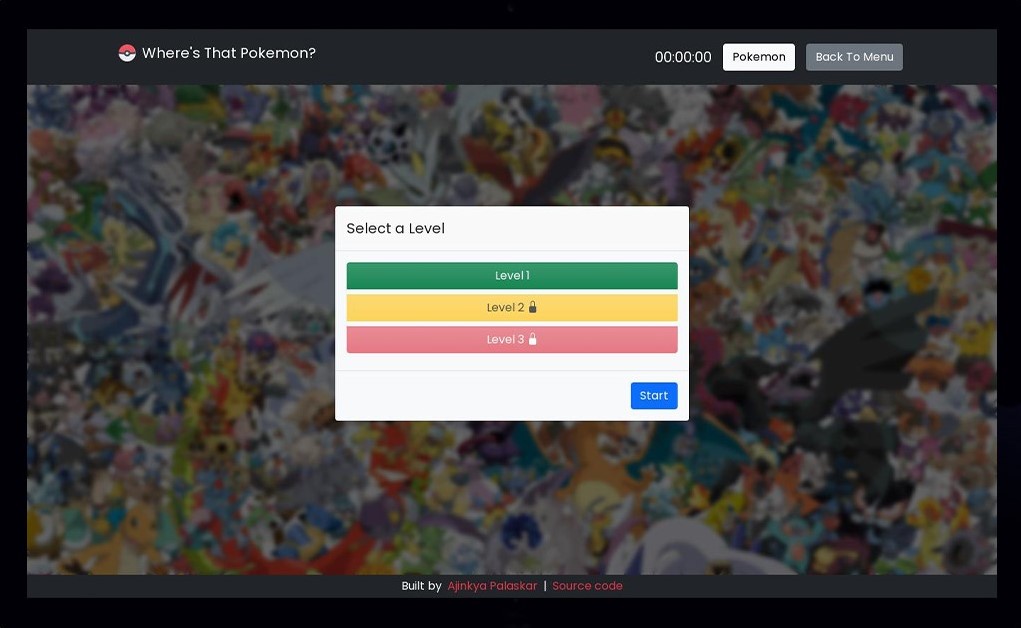 Where's That Pokemon?
00:00:00 Pokemon Back To Menu
Select a Level
Level 1
Level 2
Level 3
Start
Built by Ajinkya Palaskar | Source code